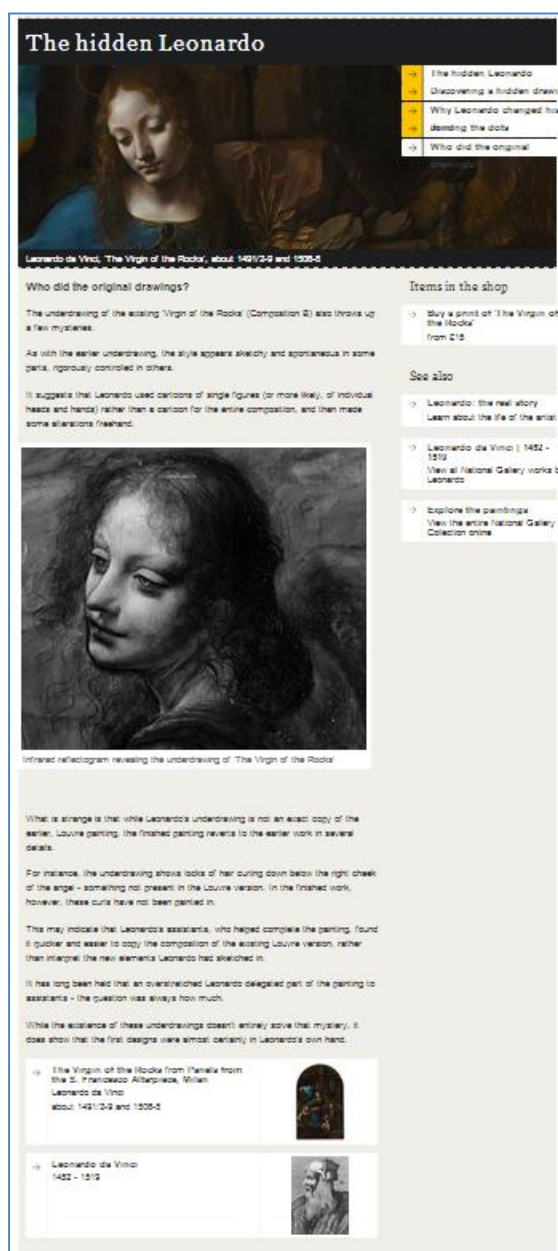 The hidden Leonardo
The hidden Leonardo
Discovering a hidden draw
Why Leonardo changed his
the dots
Who did the original
Leonardo da Vinci, 'The Virgin of the Rocks', about 1491/2-9 and 1506-8
Who did the original drawings?
The underdrawing of the existing 'Virgin of the Rocks' (Composition B) also throws up
a few mysteries.
As with the earlier underdrawing, the style appears sketchy and spontaneous in some
parts, rigorously controlled in others.
It suggests that Leonardo used cartoons of single figures (or more likely, of individual
heads and hands) rather than a cartoon for the entire composition, and then made
some alterations freehand.
Infrared reflectogram revealing the underdrawing of 'The Virgin of the Rocks'
What is strange is that while Leonardo's underdrawing is not an exact copy of the
earlier, Louvre painting, the finished painting reverts to the earlier work in several
details.
For instance, the underdrawing shows locks of hair curling down below the right cheek
of the angel - something not present in the Louvre version. In the finished work,
however, these curls have not been painted in.
This may indicate that Leonardo's assistants, who helped complete the painting, found
it quicker and easier to copy the composition of the existing Louvre version, rather
than interpret the new elements Leonardo had sketched in.
It has long been held that an overstretched Leonardo delegated part of the painting to
assistants - the question was always how much.
While the existence of these underdrawings doesn't entirely solve that mystery, it
does show that the first designs were almost certainly in Leonardo's own hand.
The Virgin of the Rocks from Panels from
the S. Francesco Altarpiece, Milan
Leonardo da Vinci
about 1491/2-9 and 1506-8
Leonardo da Vinci
1452 - 1519
Items in the shop
Buy a print of 'The Virgin of
the Rocks'
from £15
See also
Leonardo: the real story
Learn about the life of the artist
Leonardo da Vinci | 1452 -
1519
View all National Gallery works b
Leonardo
Explore the paintings
View the entire National Gallery
Collection online